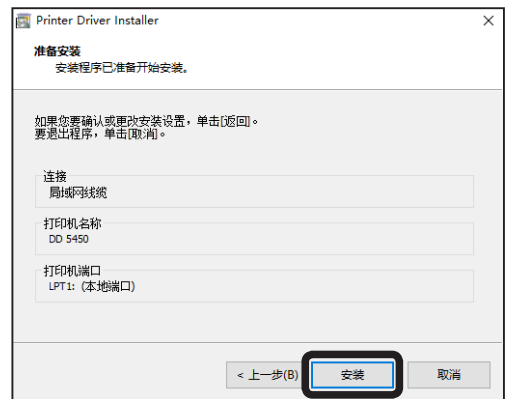 Printer Driver Installer
准备安装
安装程序已准备开始安装。
如果您要确认或更改安装设置，单击[返回]。
要退出程序，单击[取消]。
连接
局域网线缆
打印机名称
DD 5450
打印机端口
LPT1: (本地端口)
< 上一步(B)
安装
取消